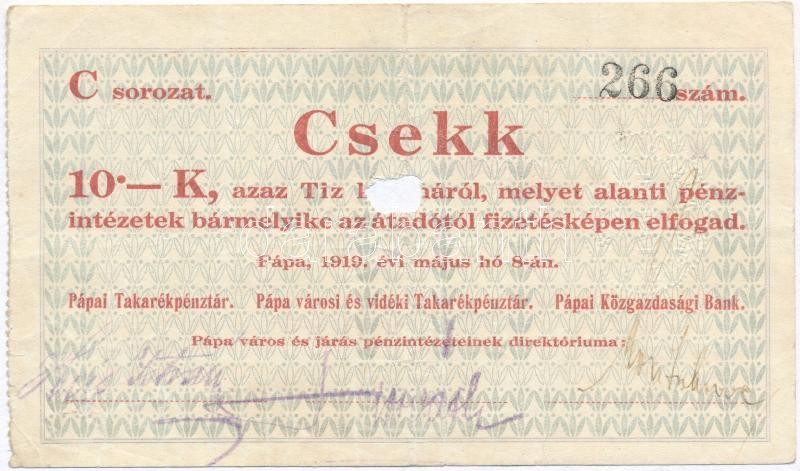 C sorozat. 266 szám.
Csekk
10·— K, azaz Tiz náról, melyet alanti pénz-
intézetek bármelyike az átadótól fizetésképen elfogad.
Pápa, 1919. évi május hó 8-án.
Pápai Takarékpénztár. Pápa városi és vidéki Takarékpénztár. Pápai Közgazdasági Bank.
Pápa város és járás pénzintézeteinek direktóriuma: